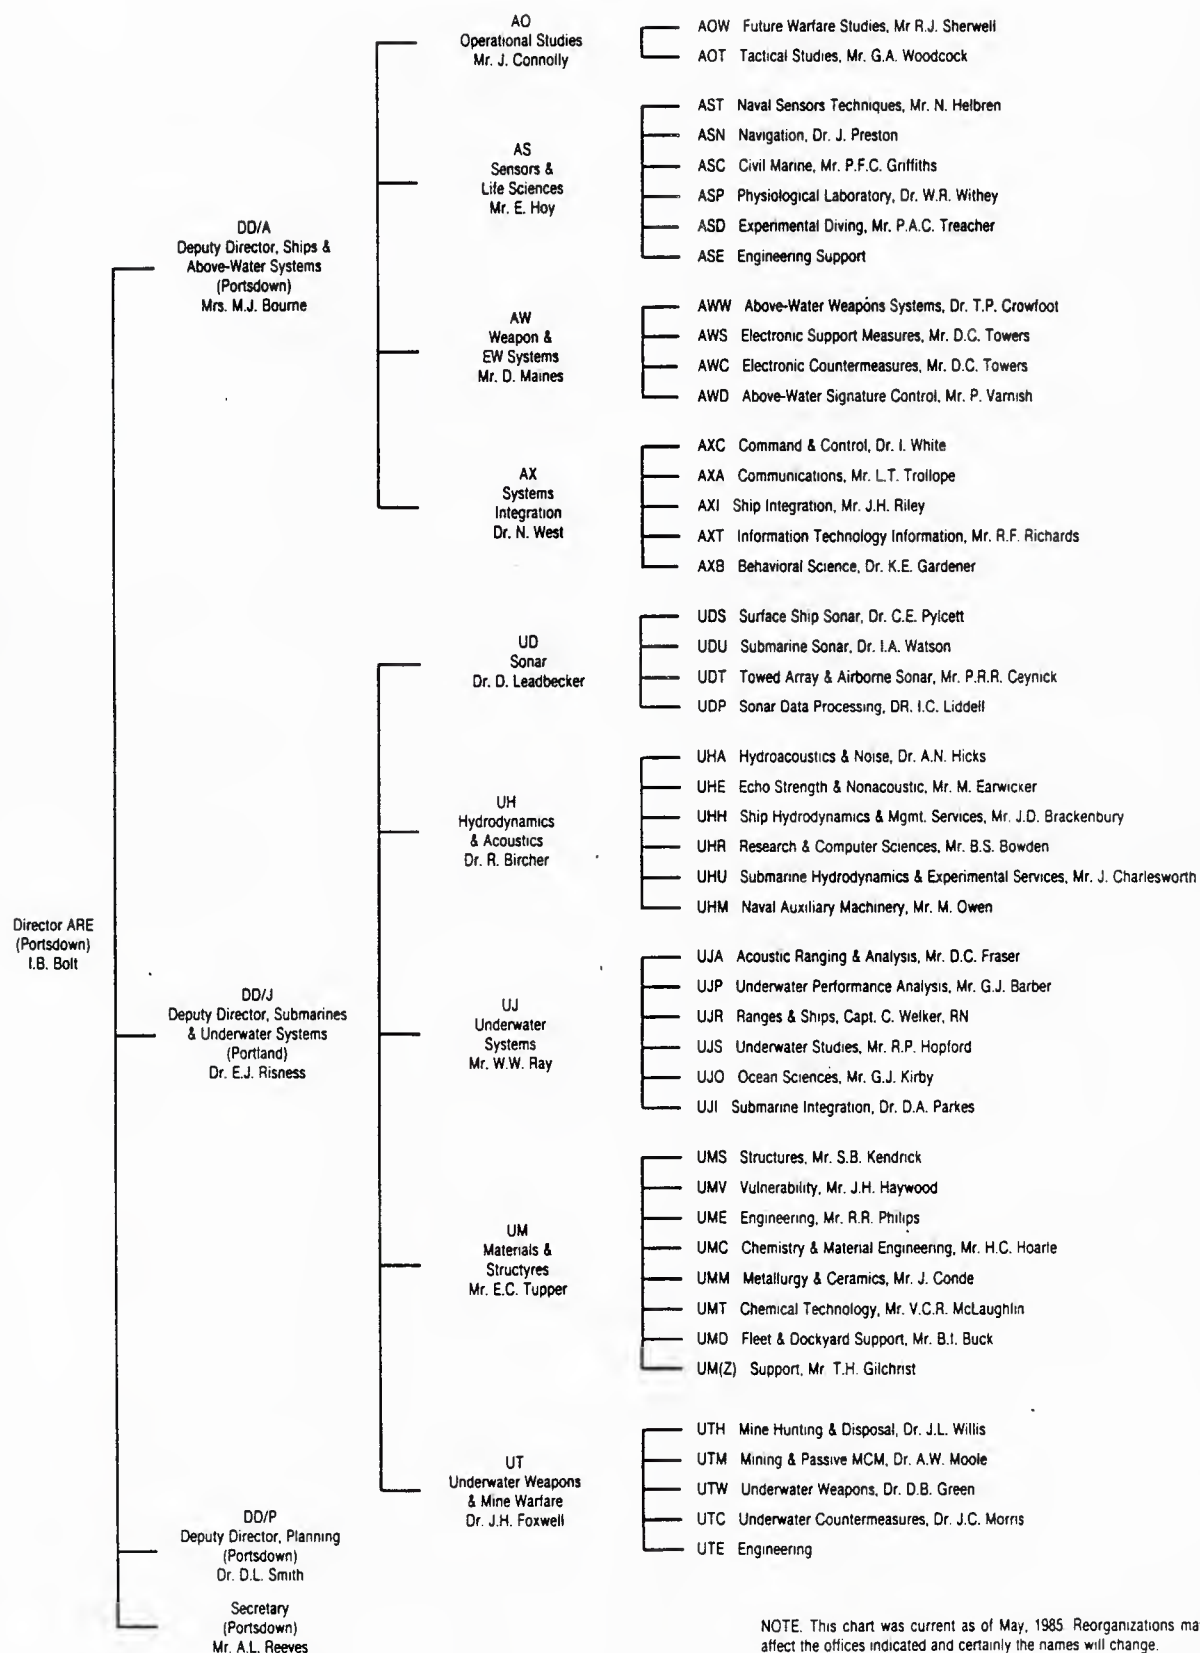 Director ARE
(Portsdown)
I.B. Bolt
DD/A
Deputy Director, Ships &
Above-Water Systems
(Portsdown)
Mrs. M.J. Bourne
AO
Operational Studies
Mr. J. Connolly
AOW Future Warfare Studies, Mr R.J. Sherwell
AOT Tactical Studies, Mr. G.A. Woodcock
AS
Sensors &
Life Sciences
Mr. E. Hoy
AST Naval Sensors Techniques, Mr. N. Helbren
ASN Navigation, Dr. J. Preston
ASC Civil Marine, Mr. P.F.C. Griffiths
ASP Physiological Laboratory, Dr. W.R. Withey
ASD Experimental Diving, Mr. P.A.C. Treacher
ASE Engineering Support
AW
Weapon &
EW Systems
Mr. D. Maines
AWW Above-Water Weapons Systems, Dr. T.P. Crowfoot
AWS Electronic Support Measures, Mr. D.C. Towers
AWC Electronic Countermeasures, Mr. D.C. Towers
AWD Above-Water Signature Control, Mr. P. Varnish
AX
Systems
Integration
Dr. N. West
AXC Command & Control, Dr. I. White
AXA Communications, Mr. L.T. Trollope
AXI Ship Integration, Mr. J.H. Riley
AXT Information Technology Information, Mr. R.F. Richards
AXB Behavioral Science, Dr. K.E. Gardener
DD/J
Deputy Director, Submarines
& Underwater Systems
(Portland)
Dr. E.J. Risness
UD
Sonar
Dr. D. Leadbecker
UDS Surface Ship Sonar, Dr. C.E. Pylcett
UDU Submarine Sonar, Dr. I.A. Watson
UDT Towed Array & Airborne Sonar, Mr. P.R.R. Ceynick
UDP Sonar Data Processing, DR. I.C. Liddell
UH
Hydrodynamics
& Acoustics
Dr. R. Bircher
UHA Hydroacoustics & Noise, Dr. A.N. Hicks
UHE Echo Strength & Nonacoustic, Mr. M. Earwicker
UHH Ship Hydrodynamics & Mgmt. Services, Mr. J.D. Brackenbury
UHR Research & Computer Sciences, Mr. B.S. Bowden
UHU Submarine Hydrodynamics & Experimental Services, Mr. J. Charlesworth
UHM Naval Auxiliary Machinery, Mr. M. Owen
UJ
Underwater
Systems
Mr. W.W. Ray
UJA Acoustic Ranging & Analysis, Mr. D.C. Fraser
UJP Underwater Performance Analysis, Mr. G.J. Barber
UJR Ranges & Ships, Capt. C. Welker, RN
UJS Underwater Studies, Mr. R.P. Hopford
UJO Ocean Sciences, Mr. G.J. Kirby
UJI Submarine Integration, Dr. D.A. Parkes
UM
Materials &
Structyres
Mr. E.C. Tupper
UMS Structures, Mr. S.B. Kendrick
UMV Vulnerability, Mr. J.H. Haywood
UME Engineering, Mr. R.R. Philips
UMC Chemistry & Material Engineering, Mr. H.C. Hoarle
UMM Metallurgy & Ceramics, Mr. J. Conde
UMT Chemical Technology, Mr. V.C.R. McLaughlin
UMD Fleet & Dockyard Support, Mr. B.I. Buck
UM(Z) Support, Mr T.H. Gilchrist
UT
Underwater Weapons
& Mine Warfare
Dr. J.H. Foxwell
UTH Mine Hunting & Disposal, Dr. J.L. Willis
UTM Mining & Passive MCM, Dr. A.W. Moole
UTW Underwater Weapons, Dr. D.B. Green
UTC Underwater Countermeasures, Dr. J.C. Morris
UTE Engineering
DD/P
Deputy Director, Planning
(Portsdown)
Dr. D.L. Smith
Secretary
(Portsdown)
Mr. A.L. Reeves
NOTE. This chart was current as of May, 1985. Reorganizations ma
affect the offices indicated and certainly the names will change.